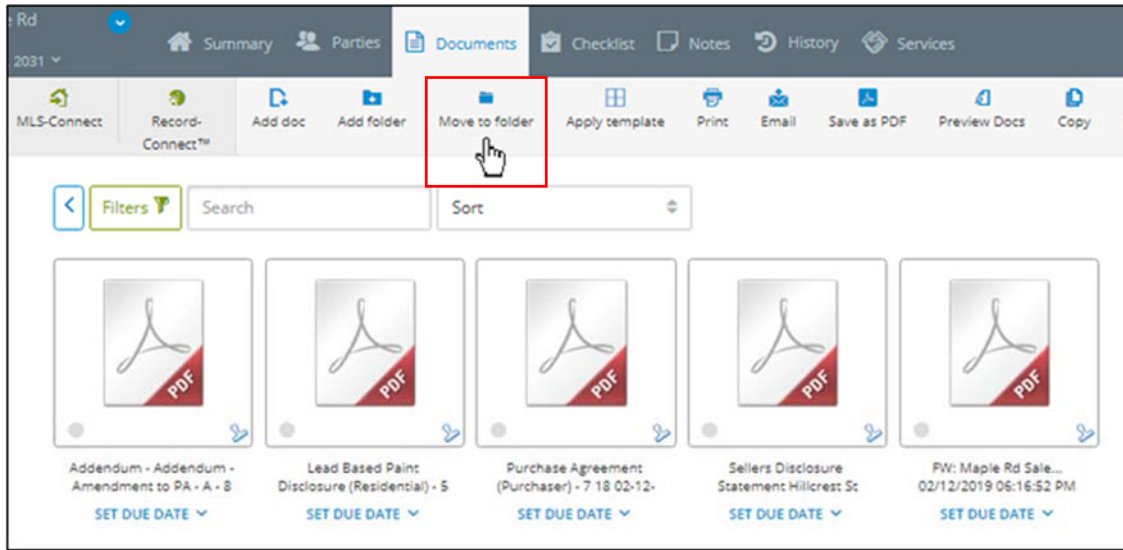 Rd
2031
Summary Parties Documents Checklist Notes History Services
MLS-Connect Record- Add doc Add folder Move to folder Apply template Print Email Save as PDF Preview Docs Copy
Connect™
Filters Search Sort
PDF PDF PDF PDF PDF
Addendum - Addendum - Lead Based Paint Purchase Agreement Sellers Disclosure FW: Maple Rd Sale...
Amendment to PA - A - 8 Disclosure (Residential) - 5 (Purchaser) - 7 18 02-12- Statement Hillcrest St 02/12/2019 06:16:52 PM
SET DUE DATE SET DUE DATE SET DUE DATE SET DUE DATE SET DUE DATE